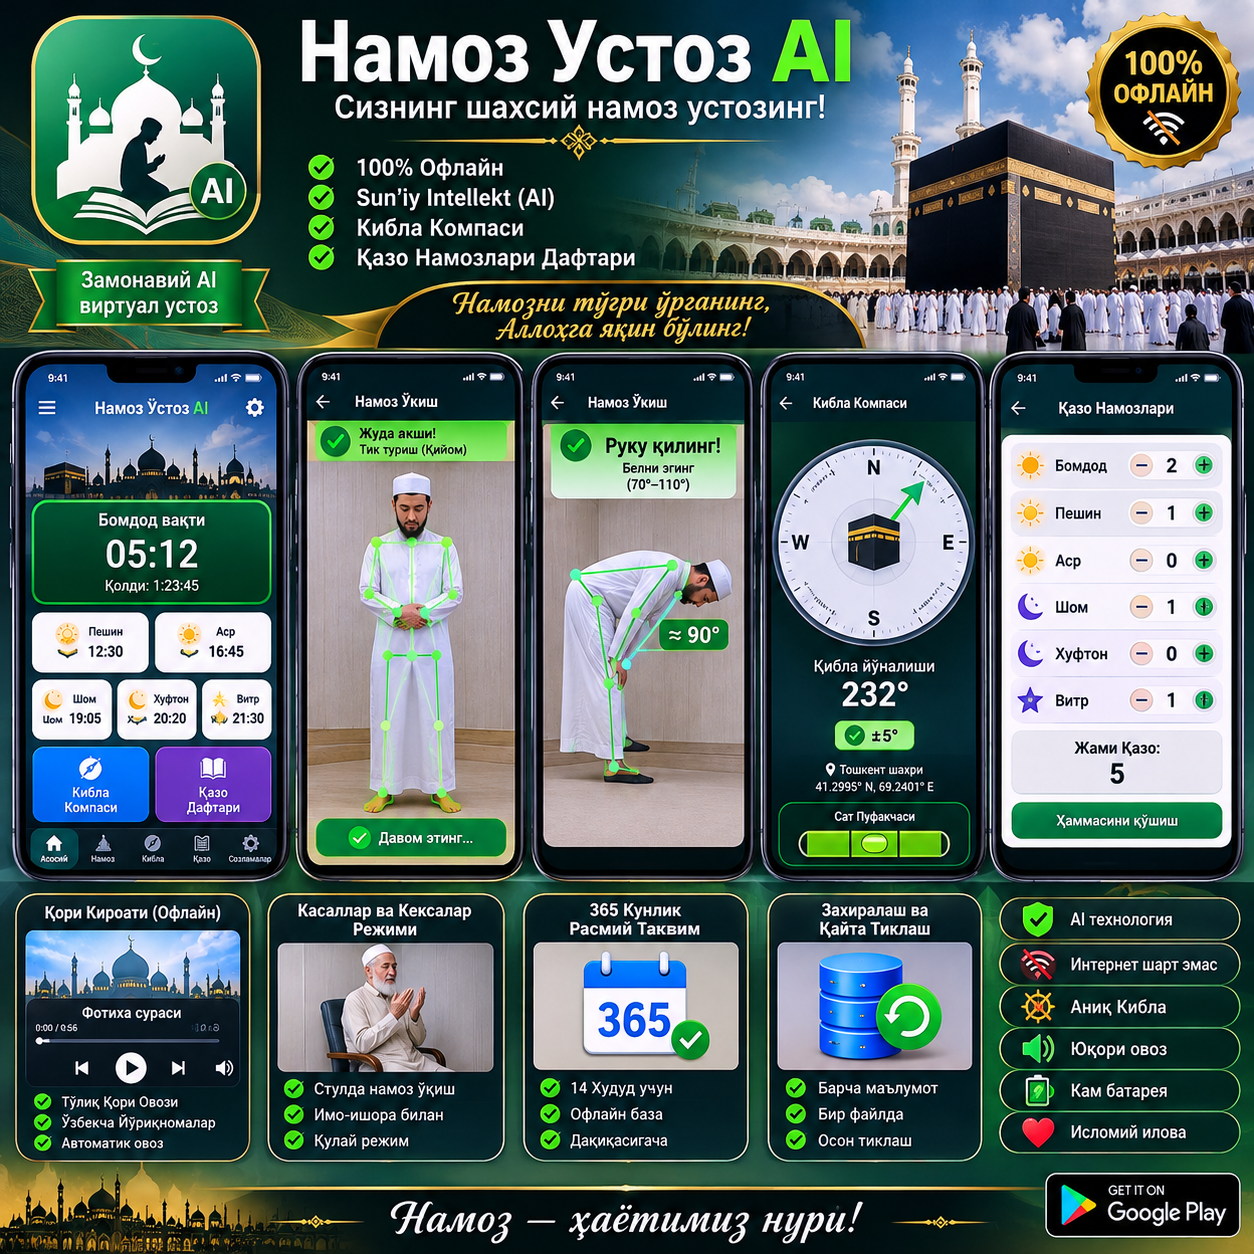 Намоз Устоз AI
Сизнинг шахсий намоз устозинг!
100% Офлайн
Sun'iy Intellekt (AI)
Кибла Компаси
Қазо Намозлари Дафтари
100%
ОФЛАЙН
AI
Замонавий AI
виртуал устоз
Намозни тўғри ўрганинг,
Аллоҳга яқин бўлинг!
9:41
Намоз Ўстоз AI
Бомдод вақти
05:12
Қолди: 1:23:45
Пешин
12:30
Аср
16:45
Шом
19:05
Хуфтон
20:20
Витр
21:30
Кибла
Компаси
Қазо
Дафтари
Асосий
Намоз
Кибла
Қазо
Созламалар
9:41
Намоз Ўкиш
Жуда акши!
Тик туриш (Қийом)
Давом этинг...
9:41
Намоз Ўкиш
Руку қилинг!
Белни эгинг
(70°–110°)
≈ 90°
9:41
Кибла Компаси
N
W
E
S
Қибла йўналиши
232°
±5°
Тошкент шахри
41.2995° N, 69.2401° E
Сат Пуфакчаси
9:41
Қазо Намозлари
Бомдод − 2 +
Пешин − 1 +
Аср − 0 +
Шом − 1 +
Хуфтон − 0 +
Витр − 1 +
Жами Қазо:
5
Ҳаммасини қўшиш
Қори Кироати (Офлайн)
Фотиха сураси
0:00 / 0:56
Тўлиқ Қори Овози
Ўзбекча Йўриқномалар
Автоматик овоз
Касаллар ва Кексалар
Режими
Стулда намоз ўқиш
Имо-ишора билан
Қулай режим
365 Кунлик
Расмий Таквим
365
14 Худуд учун
Офлайн база
Дақиқасигача
Захиралаш ва
Қайта Тиклаш
Барча маълумот
Бир файлда
Осон тиклаш
AI технология
Интернет шарт эмас
Аниқ Кибла
Юқори овоз
Кам батарея
Исломий илова
Намоз — ҳаётимиз нури!
GET IT ON
Google Play